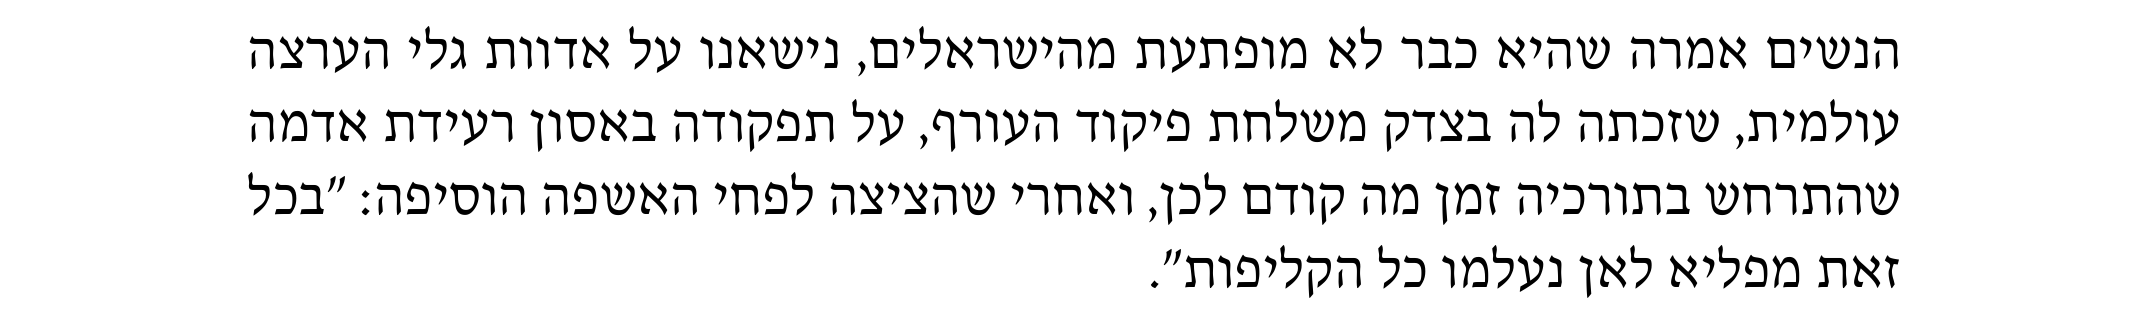 הנשים אמרה שהיא כבר לא מופתעת מהישראלים, נישאנו על אדוות גלי הערצה
עולמית, שזכתה לה בצדק משלחת פיקוד העורף, על תפקודה באסון רעידת אדמה
שהתרחש בתורכיה זמן מה קודם לכן, ואחרי שהציצה לפחי האשפה הוסיפה: "בכל
זאת מפליא לאן נעלמו כל הקליפות".